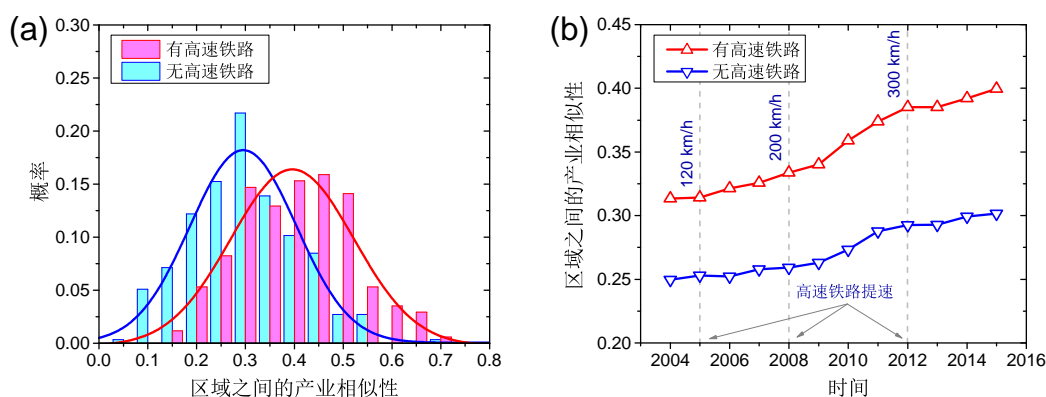 (a)
概率
0.30
0.25
0.20
0.15
0.10
0.05
0.00
有高速铁路
无高速铁路
0.0 0.1 0.2 0.3 0.4 0.5 0.6 0.7 0.8
区域之间的产业相似性
(b)
区域之间的产业相似性
0.45
0.40
0.35
0.30
0.25
0.20
有高速铁路
无高速铁路
120 km/h
200 km/h
300 km/h
高速铁路提速
2004 2006 2008 2010 2012 2014 2016
时间